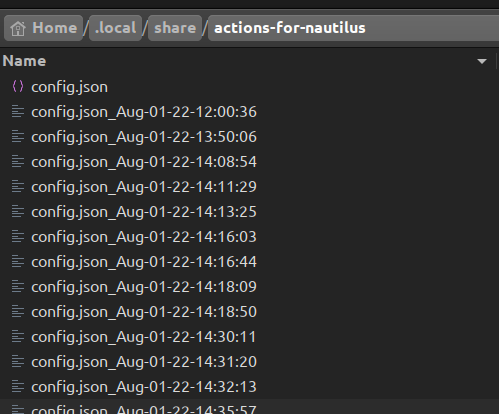 Home / .local / share / actions-for-nautilus
Name
config.json
config.json_Aug-01-22-12:00:36
config.json_Aug-01-22-13:50:06
config.json_Aug-01-22-14:08:54
config.json_Aug-01-22-14:11:29
config.json_Aug-01-22-14:13:25
config.json_Aug-01-22-14:16:03
config.json_Aug-01-22-14:16:44
config.json_Aug-01-22-14:18:09
config.json_Aug-01-22-14:18:50
config.json_Aug-01-22-14:30:11
config.json_Aug-01-22-14:31:20
config.json_Aug-01-22-14:32:13
config.json_Aug-01-22-14:35:57